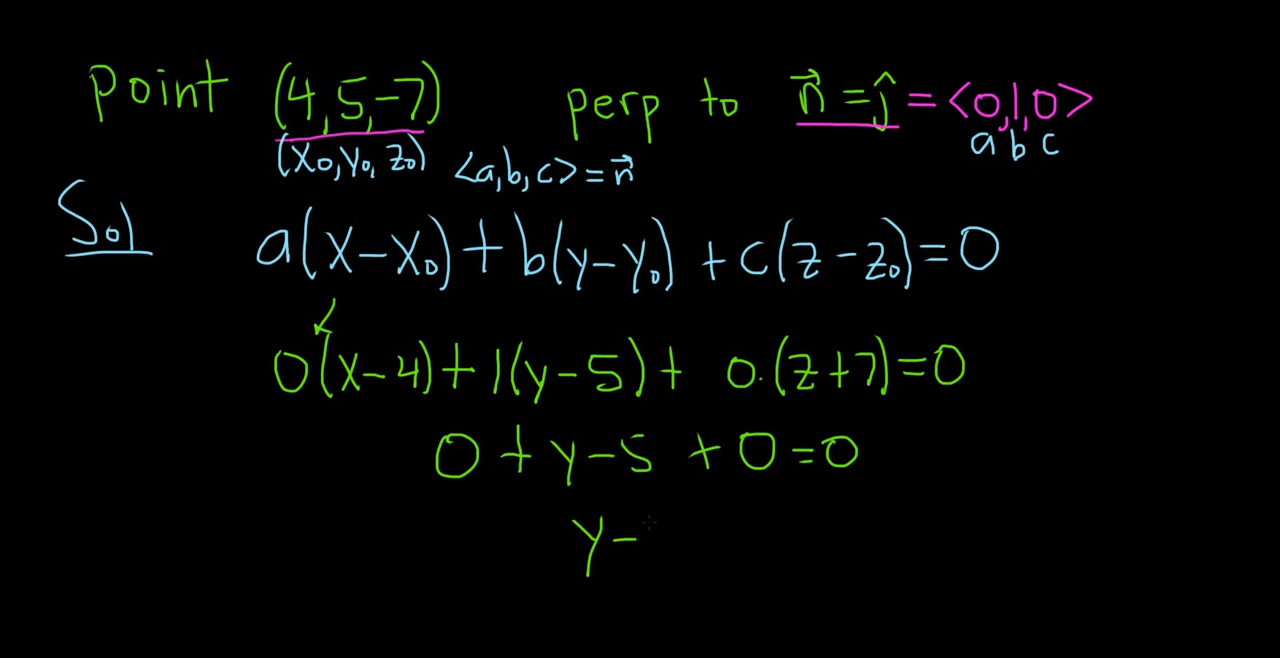 point (4,5,-7) perp to n⃗ = ĵ = <0,1,0>
(x₀,y₀,z₀) <a,b,c> = n⃗ a b c
Sol a(x-x₀)+b(y-y₀)+c(z-z₀)=0
0(x-4)+1(y-5)+0·(z+7)=0
0+y-5+0=0
y-